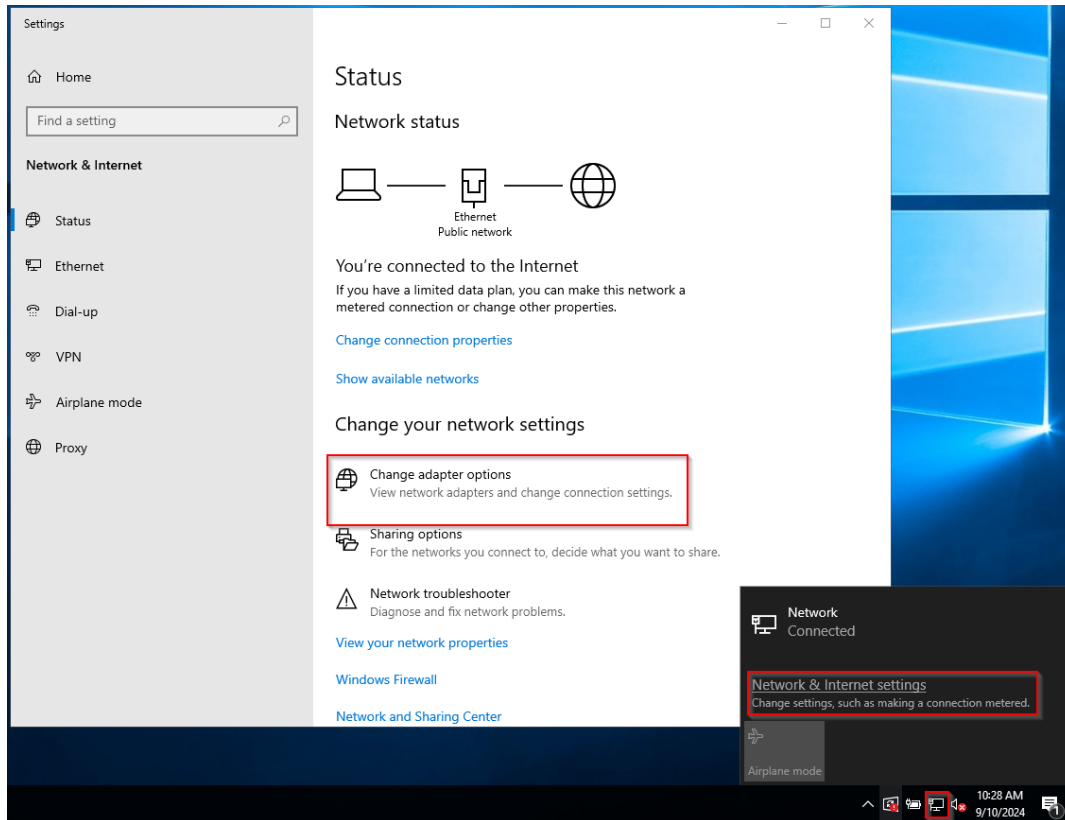 Settings
Home
Find a setting
Network & Internet
Status
Ethernet
Dial-up
VPN
Airplane mode
Proxy
Status
Network status
Ethernet
Public network
You're connected to the Internet
If you have a limited data plan, you can make this network a
metered connection or change other properties.
Change connection properties
Show available networks
Change your network settings
Change adapter options
View network adapters and change connection settings.
Sharing options
For the networks you connect to, decide what you want to share.
Network troubleshooter
Diagnose and fix network problems.
View your network properties
Windows Firewall
Network and Sharing Center
Network
Connected
Network & Internet settings
Change settings, such as making a connection metered.
Airplane mode
10:28 AM
9/10/2024
1